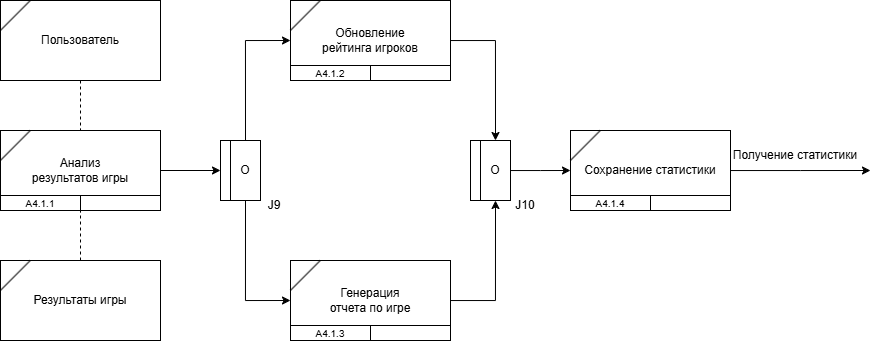 Пользователь
Обновление
рейтинга игроков
A4.1.2
Анализ
результатов игры
A4.1.1
O
J9
O
J10
Сохранение статистики
A4.1.4
Получение статистики
Результаты игры
Генерация
отчета по игре
A4.1.3